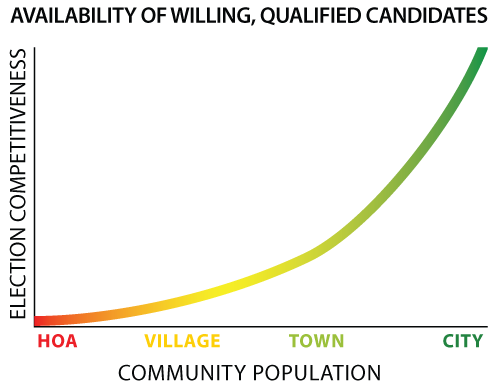 AVAILABILITY OF WILLING, QUALIFIED CANDIDATES
ELECTION COMPETITIVENESS
HOA VILLAGE TOWN CITY
COMMUNITY POPULATION